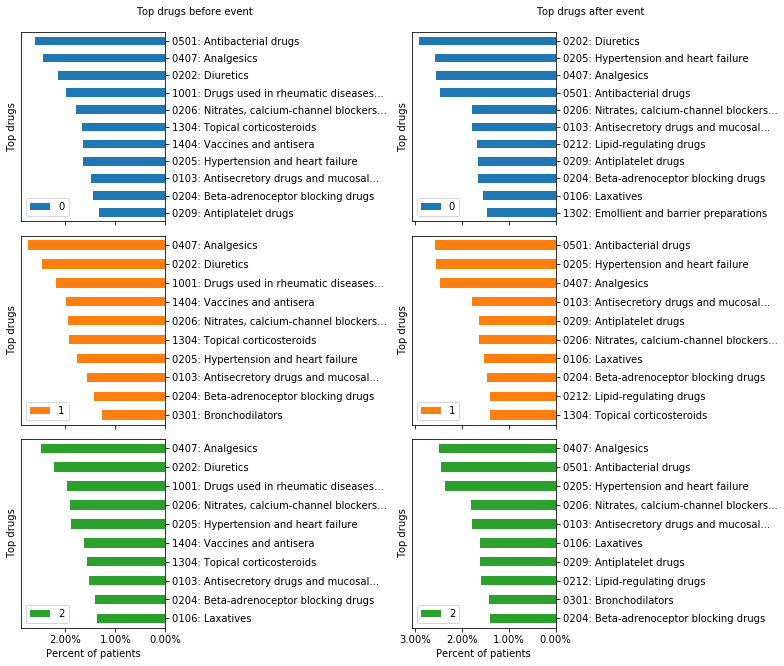 Top drugs before event
Top drugs
0501: Antibacterial drugs
0407: Analgesics
0202: Diuretics
1001: Drugs used in rheumatic diseases...
0206: Nitrates, calcium-channel blockers...
1304: Topical corticosteroids
1404: Vaccines and antisera
0205: Hypertension and heart failure
0103: Antisecretory drugs and mucosal...
0204: Beta-adrenoceptor blocking drugs
0209: Antiplatelet drugs
0
Top drugs
0407: Analgesics
0202: Diuretics
1001: Drugs used in rheumatic diseases...
1404: Vaccines and antisera
0206: Nitrates, calcium-channel blockers...
1304: Topical corticosteroids
0205: Hypertension and heart failure
0103: Antisecretory drugs and mucosal...
0204: Beta-adrenoceptor blocking drugs
0301: Bronchodilators
1
Top drugs
0407: Analgesics
0202: Diuretics
1001: Drugs used in rheumatic diseases...
0206: Nitrates, calcium-channel blockers...
0205: Hypertension and heart failure
1404: Vaccines and antisera
1304: Topical corticosteroids
0103: Antisecretory drugs and mucosal...
0204: Beta-adrenoceptor blocking drugs
0106: Laxatives
2
2.00% 1.00% 0.00%
Percent of patients
Top drugs after event
Top drugs
0202: Diuretics
0205: Hypertension and heart failure
0407: Analgesics
0501: Antibacterial drugs
0206: Nitrates, calcium-channel blockers...
0103: Antisecretory drugs and mucosal...
0212: Lipid-regulating drugs
0209: Antiplatelet drugs
0204: Beta-adrenoceptor blocking drugs
0106: Laxatives
1302: Emollient and barrier preparations
0
Top drugs
0501: Antibacterial drugs
0205: Hypertension and heart failure
0407: Analgesics
0103: Antisecretory drugs and mucosal...
0209: Antiplatelet drugs
0206: Nitrates, calcium-channel blockers...
0106: Laxatives
0204: Beta-adrenoceptor blocking drugs
0212: Lipid-regulating drugs
1304: Topical corticosteroids
1
Top drugs
0407: Analgesics
0501: Antibacterial drugs
0205: Hypertension and heart failure
0206: Nitrates, calcium-channel blockers...
0103: Antisecretory drugs and mucosal...
0106: Laxatives
0209: Antiplatelet drugs
0212: Lipid-regulating drugs
0301: Bronchodilators
0204: Beta-adrenoceptor blocking drugs
2
3.00% 2.00% 1.00% 0.00%
Percent of patients